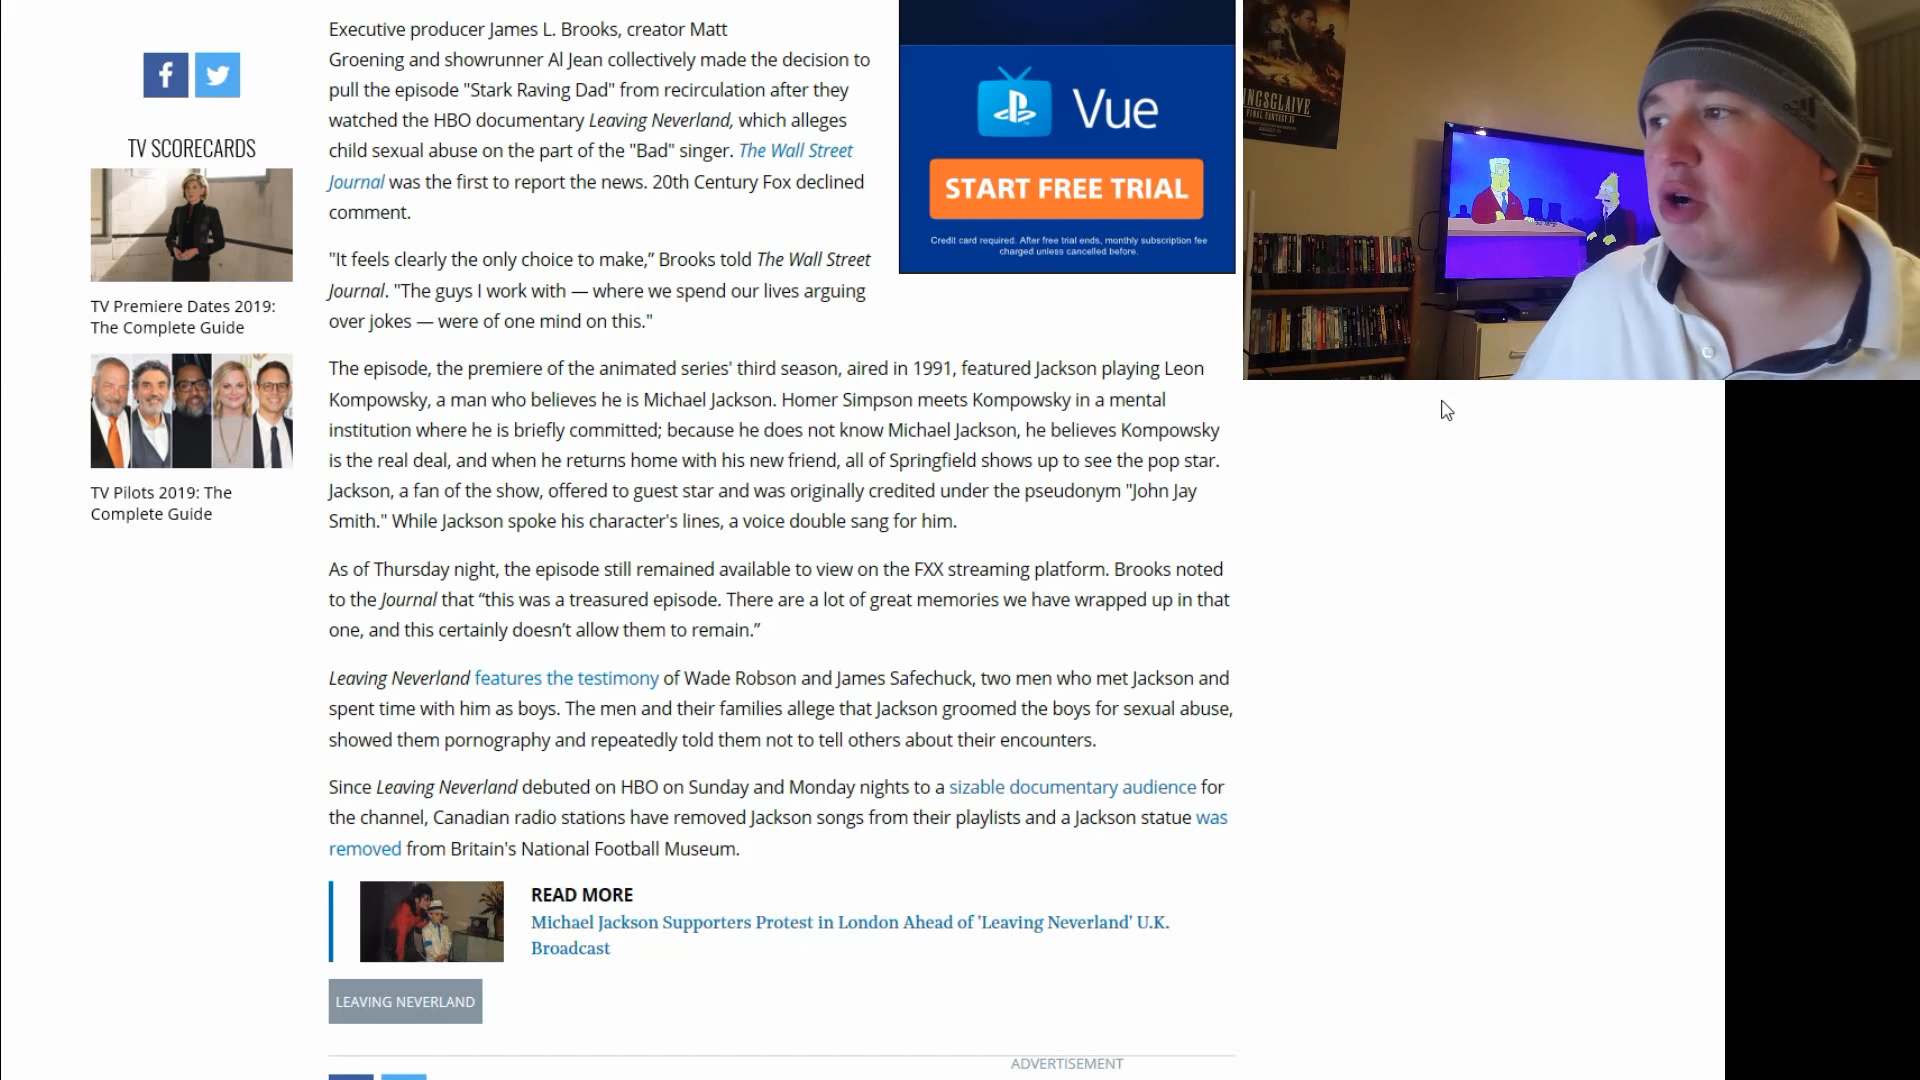 Executive producer James L. Brooks, creator Matt
Groening and showrunner Al Jean collectively made the decision to
pull the episode "Stark Raving Dad" from recirculation after they
watched the HBO documentary Leaving Neverland, which alleges
child sexual abuse on the part of the "Bad" singer. The Wall Street
Journal was the first to report the news. 20th Century Fox declined
comment.
"It feels clearly the only choice to make,” Brooks told The Wall Street
Journal. "The guys I work with — where we spend our lives arguing
over jokes — were of one mind on this."
The episode, the premiere of the animated series' third season, aired in 1991, featured Jackson playing Leon
Kompowsky, a man who believes he is Michael Jackson. Homer Simpson meets Kompowsky in a mental
institution where he is briefly committed; because he does not know Michael Jackson, he believes Kompowsky
is the real deal, and when he returns home with his new friend, all of Springfield shows up to see the pop star.
Jackson, a fan of the show, offered to guest star and was originally credited under the pseudonym "John Jay
Smith." While Jackson spoke his character's lines, a voice double sang for him.
As of Thursday night, the episode still remained available to view on the FXX streaming platform. Brooks noted
to the Journal that “this was a treasured episode. There are a lot of great memories we have wrapped up in that
one, and this certainly doesn’t allow them to remain.”
Leaving Neverland features the testimony of Wade Robson and James Safechuck, two men who met Jackson and
spent time with him as boys. The men and their families allege that Jackson groomed the boys for sexual abuse,
showed them pornography and repeatedly told them not to tell others about their encounters.
Since Leaving Neverland debuted on HBO on Sunday and Monday nights to a sizable documentary audience for
the channel, Canadian radio stations have removed Jackson songs from their playlists and a Jackson statue was
removed from Britain's National Football Museum.
READ MORE
Michael Jackson Supporters Protest in London Ahead of 'Leaving Neverland' U.K.
Broadcast
LEAVING NEVERLAND
ADVERTISEMENT
TV SCORECARDS
TV Premiere Dates 2019:
The Complete Guide
TV Pilots 2019: The
Complete Guide
Vue
START FREE TRIAL
Credit card required. After free trial ends, monthly subscription fee
charged unless cancelled before.
INGSGLAIVE
FINAL FANTASY XV
adidas